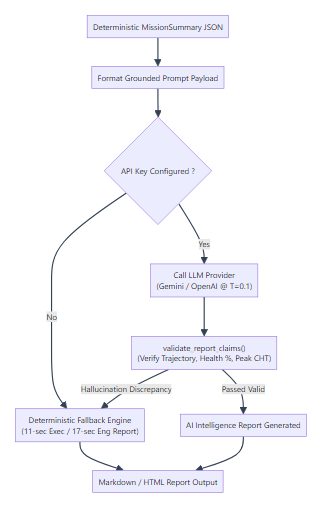 Deterministic MissionSummary JSON
Format Grounded Prompt Payload
API Key Configured ?
Yes
Call LLM Provider
(Gemini / OpenAI @ T=0.1)
No
validate_report_claims()
(Verify Trajectory, Health %, Peak CHT)
Hallucination Discrepancy
Passed Valid
Deterministic Fallback Engine
(11-sec Exec / 17-sec Eng Report)
AI Intelligence Report Generated
Markdown / HTML Report Output